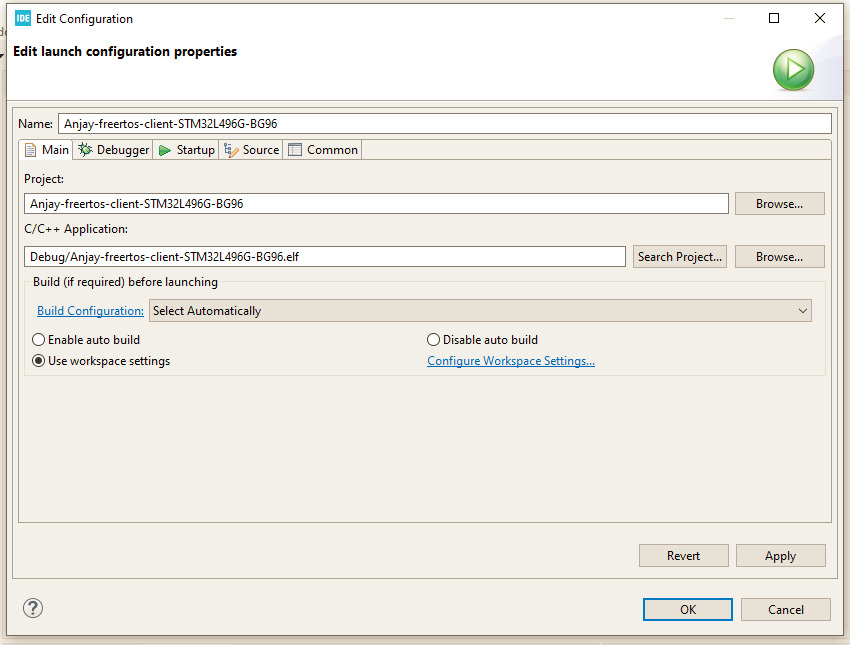 IDE Edit Configuration
Edit launch configuration properties
Name: Anjay-freertos-client-STM32L496G-BG96
Main Debugger Startup Source Common
Project:
Anjay-freertos-client-STM32L496G-BG96 Browse...
C/C++ Application:
Debug/Anjay-freertos-client-STM32L496G-BG96.elf Search Project... Browse...
Build (if required) before launching
Build Configuration: Select Automatically
Enable auto build Disable auto build
Use workspace settings Configure Workspace Settings...
Revert Apply
? OK Cancel